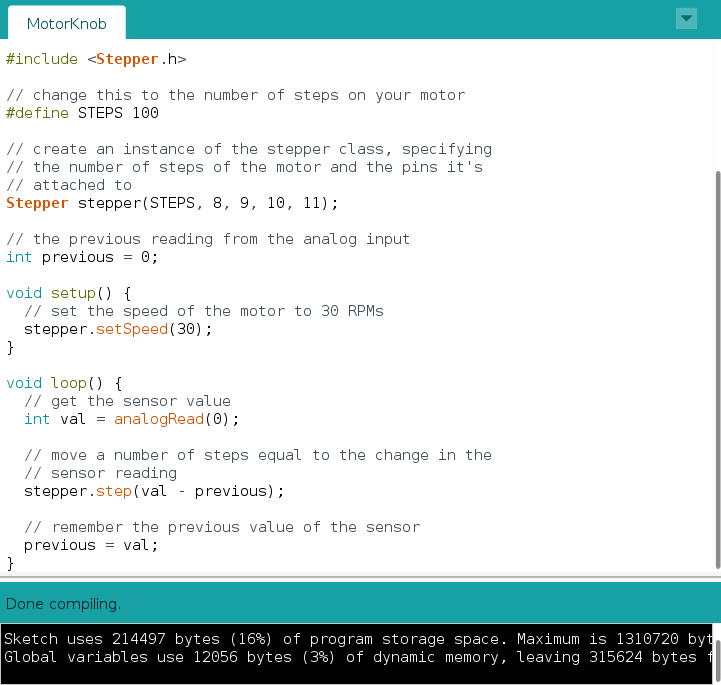 MotorKnob
#include <Stepper.h>
// change this to the number of steps on your motor
#define STEPS 100
// create an instance of the stepper class, specifying
// the number of steps of the motor and the pins it's
// attached to
Stepper stepper(STEPS, 8, 9, 10, 11);
// the previous reading from the analog input
int previous = 0;
void setup() {
  // set the speed of the motor to 30 RPMs
  stepper.setSpeed(30);
}
void loop() {
  // get the sensor value
  int val = analogRead(0);
  // move a number of steps equal to the change in the
  // sensor reading
  stepper.step(val - previous);
  // remember the previous value of the sensor
  previous = val;
}
Done compiling.
Sketch uses 214497 bytes (16%) of program storage space. Maximum is 1310720 byt
Global variables use 12056 bytes (3%) of dynamic memory, leaving 315624 bytes f